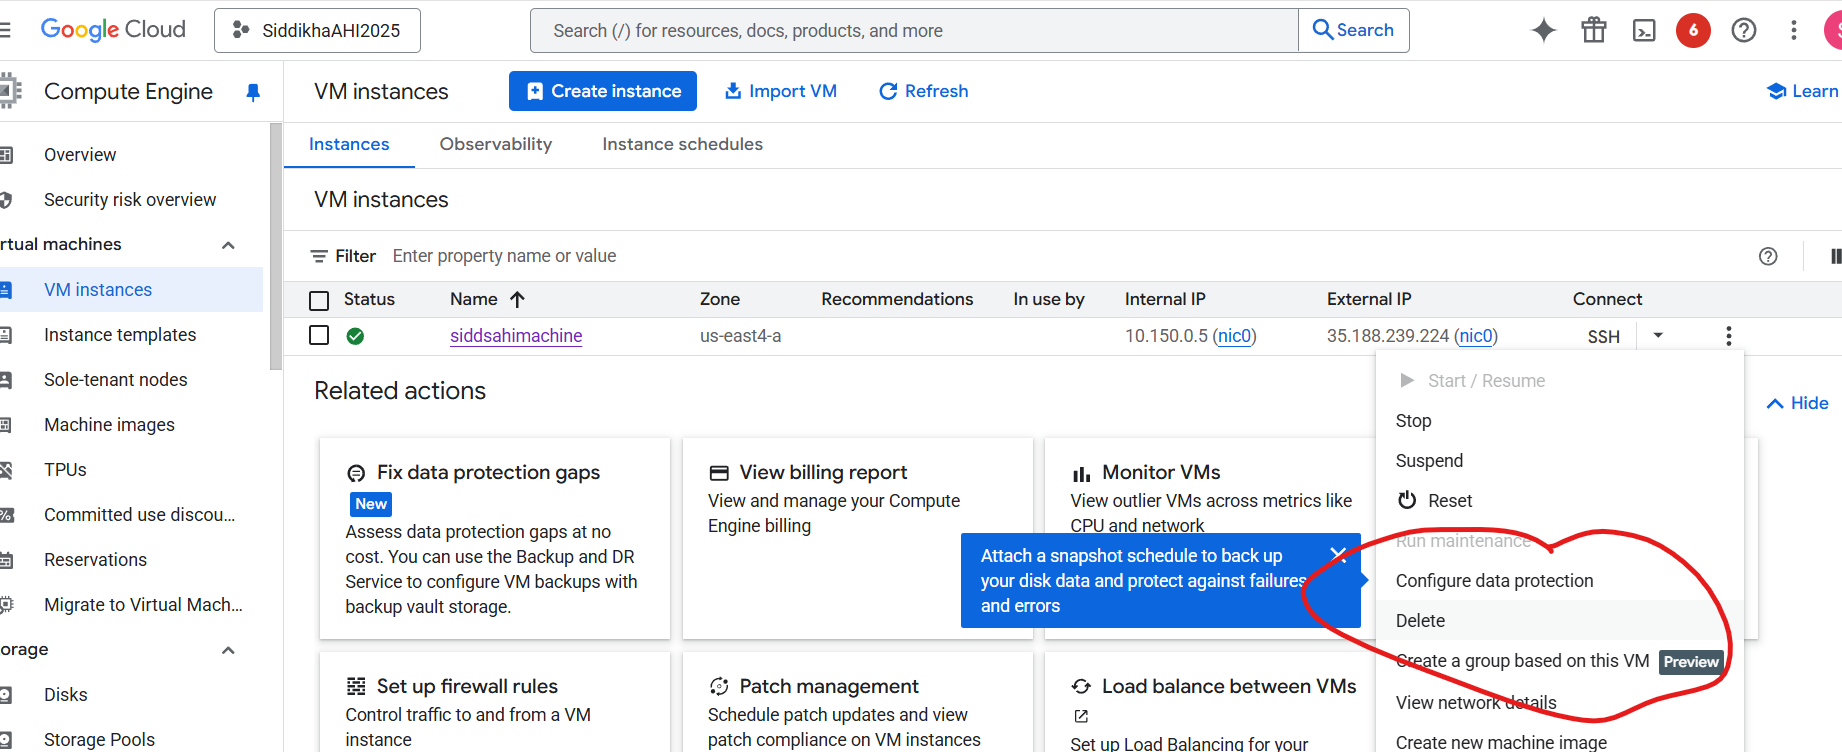 Google Cloud
SiddikhaAHI2025
Search (/) for resources, docs, products, and more
Search
6
Compute Engine
VM instances
Create instance
Import VM
Refresh
Learn
Overview
Security risk overview
rtual machines
VM instances
Instance templates
Sole-tenant nodes
Machine images
TPUs
Committed use discou...
Reservations
Migrate to Virtual Mach...
orage
Disks
Storage Pools
Instances
Observability
Instance schedules
VM instances
Filter
Enter property name or value
Status
Name
Zone
Recommendations
In use by
Internal IP
External IP
Connect
siddsahimachine
us-east4-a
10.150.0.5 (nic0)
35.188.239.224 (nic0)
SSH
Related actions
Hide
Fix data protection gaps
New
Assess data protection gaps at no
cost. You can use the Backup and DR
Service to configure VM backups with
backup vault storage.
View billing report
View and manage your Compute
Engine billing
Monitor VMs
View outlier VMs across metrics like
CPU and network
Attach a snapshot schedule to back up
your disk data and protect against failures
and errors
Set up firewall rules
Control traffic to and from a VM
instance
Patch management
Schedule patch updates and view
patch compliance on VM instances
Load balance between VMs
Set up Load Balancing for your
Start / Resume
Stop
Suspend
Reset
Run maintenance
Configure data protection
Delete
Create a group based on this VM
Preview
View network details
Create new machine image